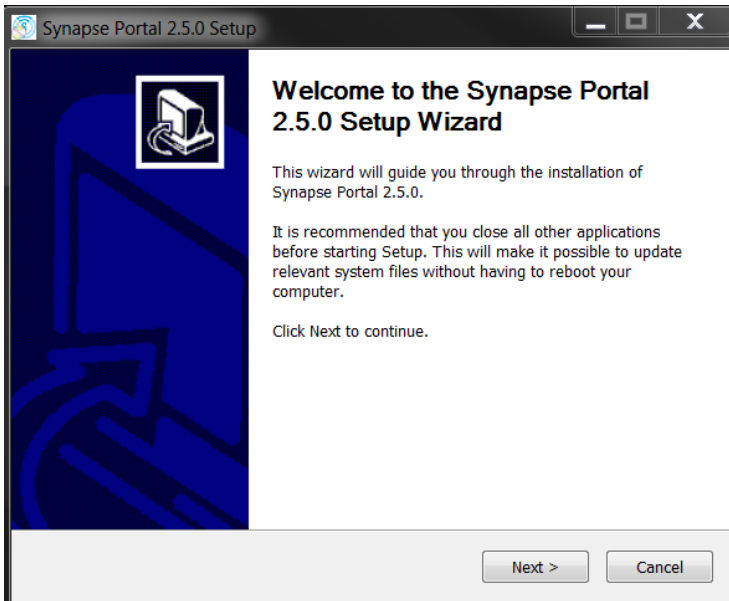 Synapse Portal 2.5.0 Setup
Welcome to the Synapse Portal
2.5.0 Setup Wizard
This wizard will guide you through the installation of
Synapse Portal 2.5.0.
It is recommended that you close all other applications
before starting Setup. This will make it possible to update
relevant system files without having to reboot your
computer.
Click Next to continue.
Next >
Cancel